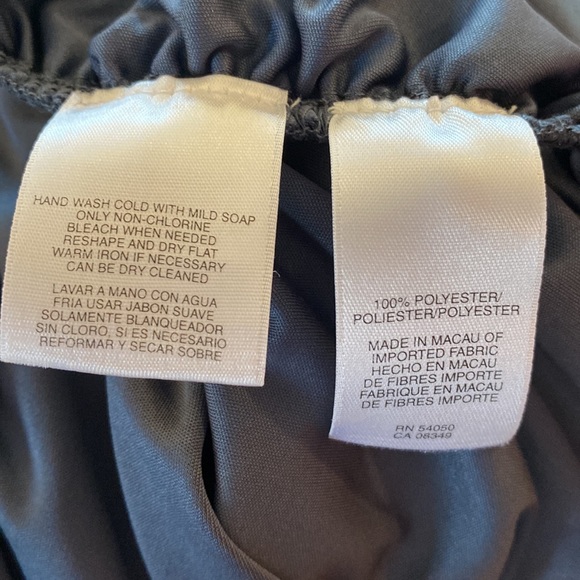 HAND WASH COLD WITH MILD SOAP
ONLY NON-CHLORINE
BLEACH WHEN NEEDED
RESHAPE AND DRY FLAT
WARM IRON IF NECESSARY
CAN BE DRY CLEANED
LAVAR A MANO CON AGUA
FRIA USAR JABON SUAVE
SOLAMENTE BLANQUEADOR
SIN CLORO, SI ES NECESARIO
REFORMAR Y SECAR SOBRE
100% POLYESTER/
POLIESTER/POLYESTER
MADE IN MACAU OF
IMPORTED FABRIC
HECHO EN MACAU
DE FIBRES IMPORTE
FABRIQUE EN MACAU
DE FIBRES IMPORTE
RN 54050
CA 08349